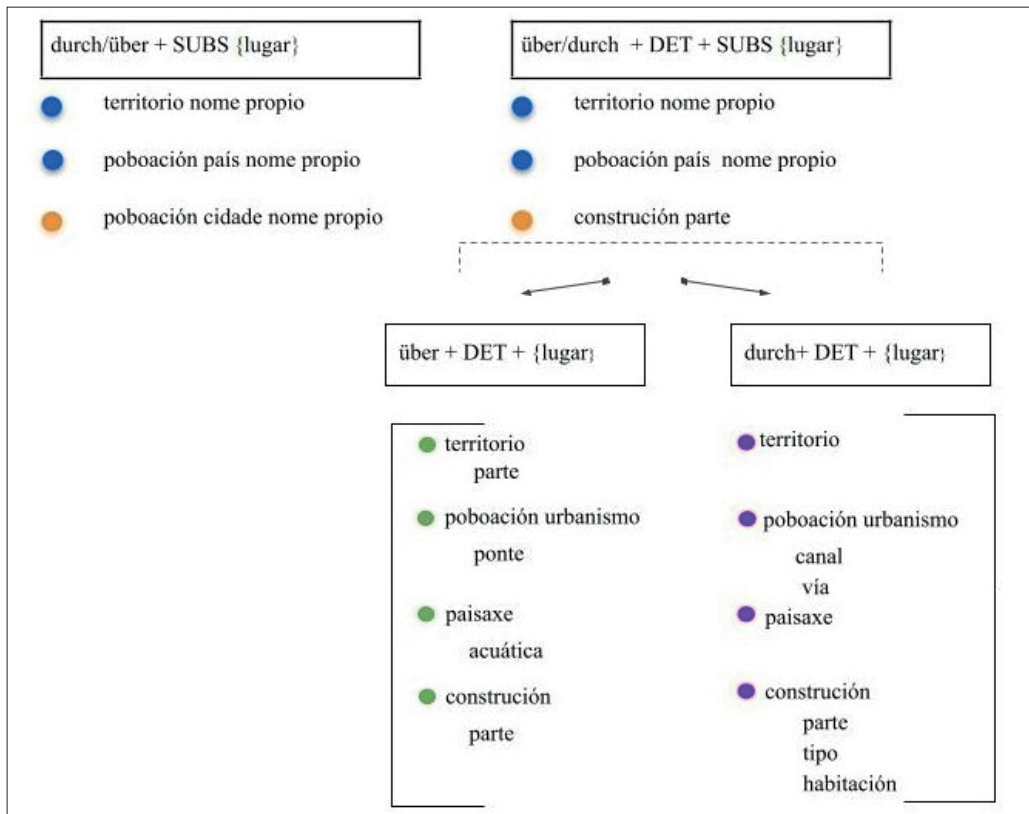 durch/über + SUBS {lugar}
territorio nome propio
poboación país nome propio
poboación cidade nome propio
über/durch + DET + SUBS {lugar}
territorio nome propio
poboación país nome propio
construción parte
über + DET + {lugar}
territorio
parte
poboación urbanismo
ponte
paisaxe
acuática
construción
parte
durch+ DET + {lugar}
territorio
poboación urbanismo
canal
vía
paisaxe
construción
parte
tipo
habitación